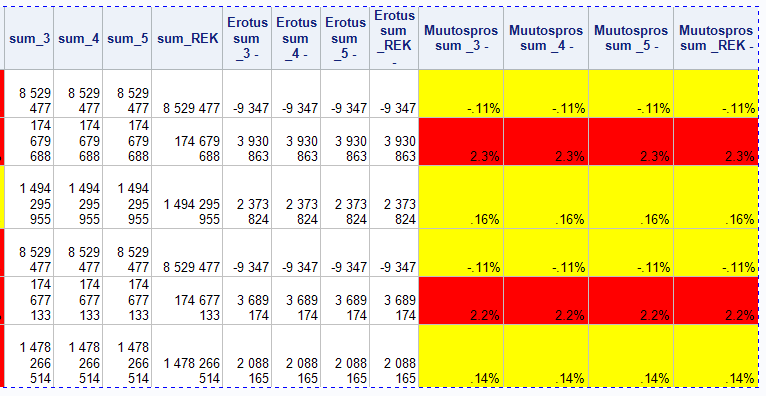 sum_3 sum_4 sum_5 sum_REK Erotus sum _3 - Erotus sum _4 - Erotus sum _5 - Erotus sum _REK - Muutospros sum _3 - Muutospros sum _4 - Muutospros sum _5 - Muutospros sum _REK -
8 529 477 8 529 477 8 529 477 8 529 477 -9 347 -9 347 -9 347 -9 347 -.11% -.11% -.11% -.11%
174 679 688 174 679 688 174 679 688 174 679 688 3 930 863 3 930 863 3 930 863 3 930 863 2.3% 2.3% 2.3% 2.3%
1 494 295 955 1 494 295 955 1 494 295 955 1 494 295 955 2 373 824 2 373 824 2 373 824 2 373 824 .16% .16% .16% .16%
8 529 477 8 529 477 8 529 477 8 529 477 -9 347 -9 347 -9 347 -9 347 -.11% -.11% -.11% -.11%
174 677 133 174 677 133 174 677 133 174 677 133 3 689 174 3 689 174 3 689 174 3 689 174 2.2% 2.2% 2.2% 2.2%
1 478 266 514 1 478 266 514 1 478 266 514 1 478 266 514 2 088 165 2 088 165 2 088 165 2 088 165 .14% .14% .14% .14%